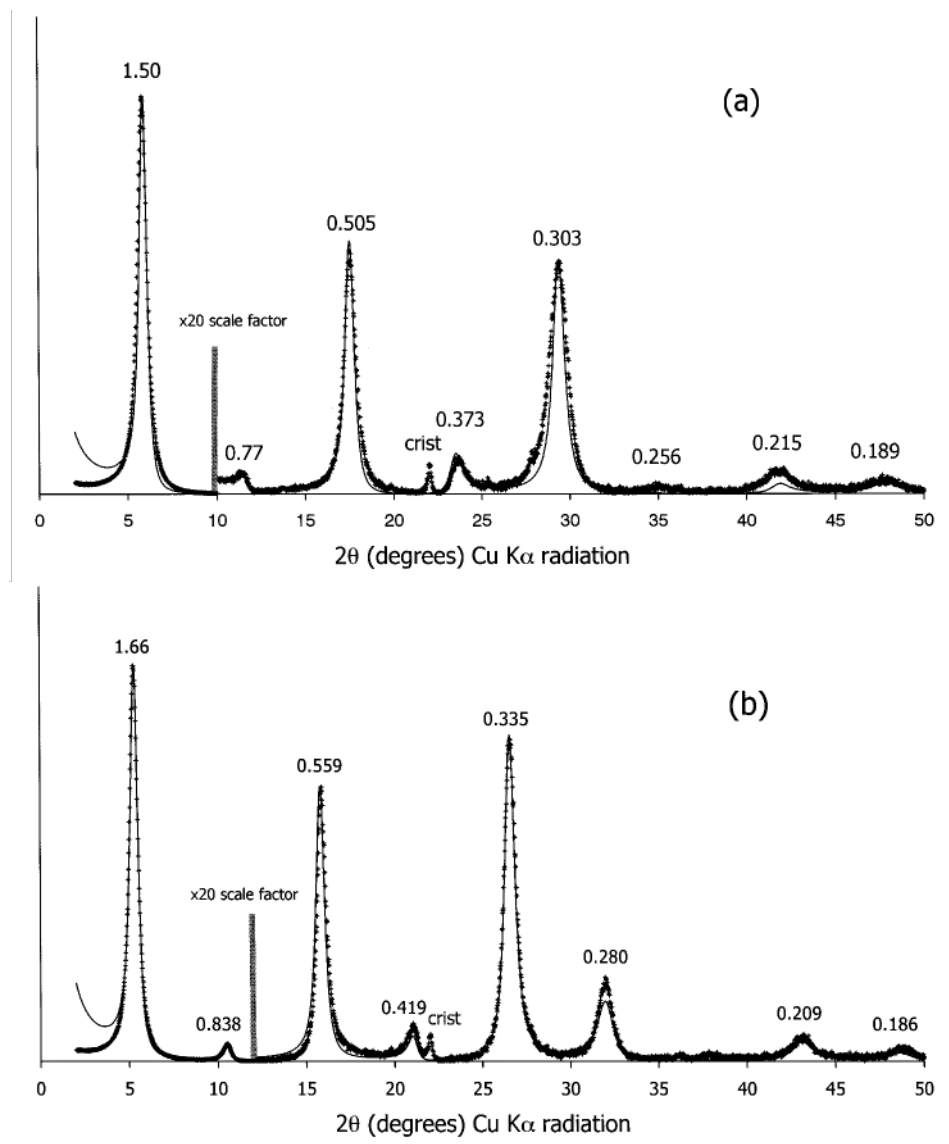 1.50
(a)
0.505
0.303
x20 scale factor
0.77
crist
0.373
0.256
0.215
0.189
0 5 10 15 20 25 30 35 40 45 50
2θ (degrees) Cu Kα radiation
1.66
(b)
0.335
0.559
x20 scale factor
0.280
0.838
0.419
crist
0.209
0.186
0 5 10 15 20 25 30 35 40 45 50
2θ (degrees) Cu Kα radiation